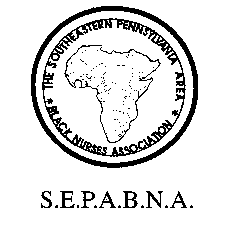 THE SOUTHEASTERN PENNSYLVANIA AREA
* BLACK NURSES ASSOCIATION *
S.E.P.A.B.N.A.